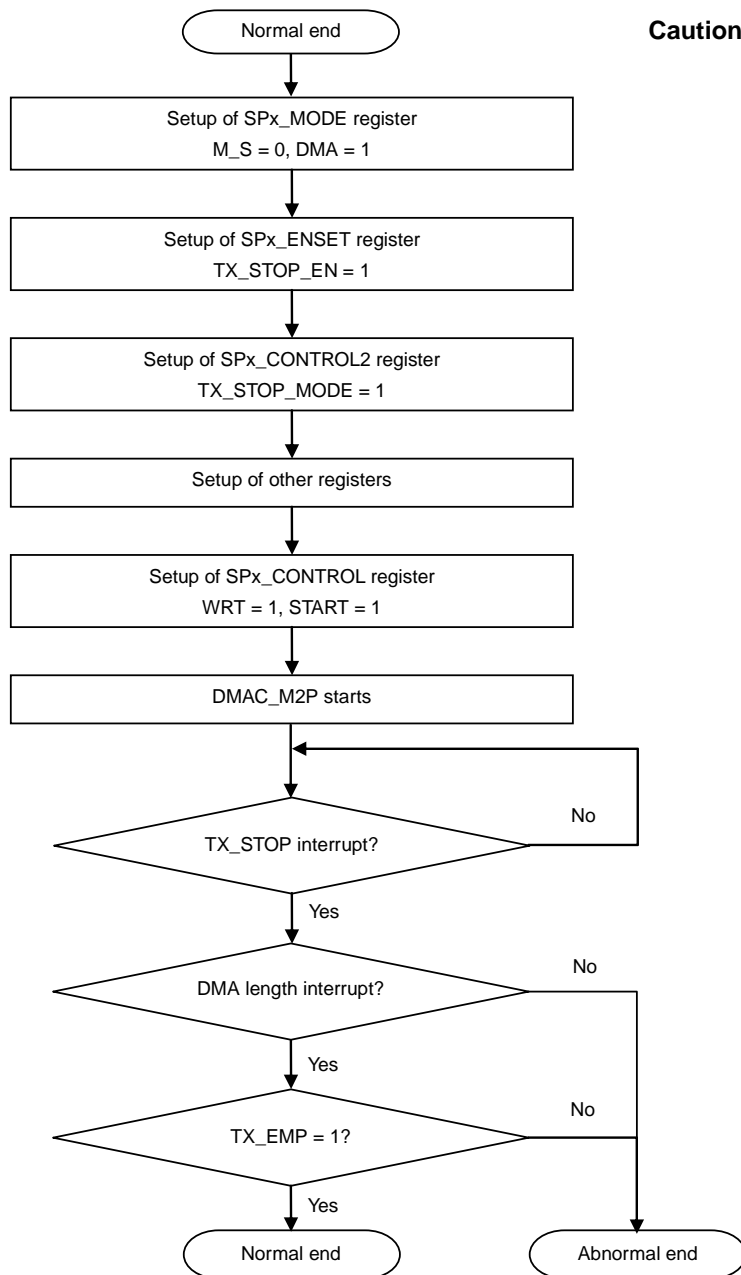 Normal end
Caution
Setup of SPx_MODE register
M_S = 0, DMA = 1
Setup of SPx_ENSET register
TX_STOP_EN = 1
Setup of SPx_CONTROL2 register
TX_STOP_MODE = 1
Setup of other registers
Setup of SPx_CONTROL register
WRT = 1, START = 1
DMAC_M2P starts
No
TX_STOP interrupt?
Yes
No
DMA length interrupt?
Yes
No
TX_EMP = 1?
Yes
Normal end
Abnormal end